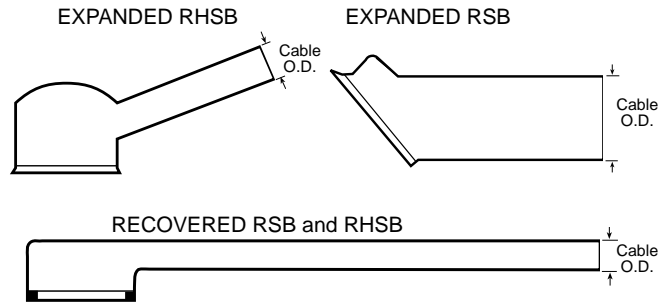 EXPANDED RHSB
EXPANDED RSB
Cable
O.D.
Cable
O.D.
RECOVERED RSB and RHSB
Cable
O.D.